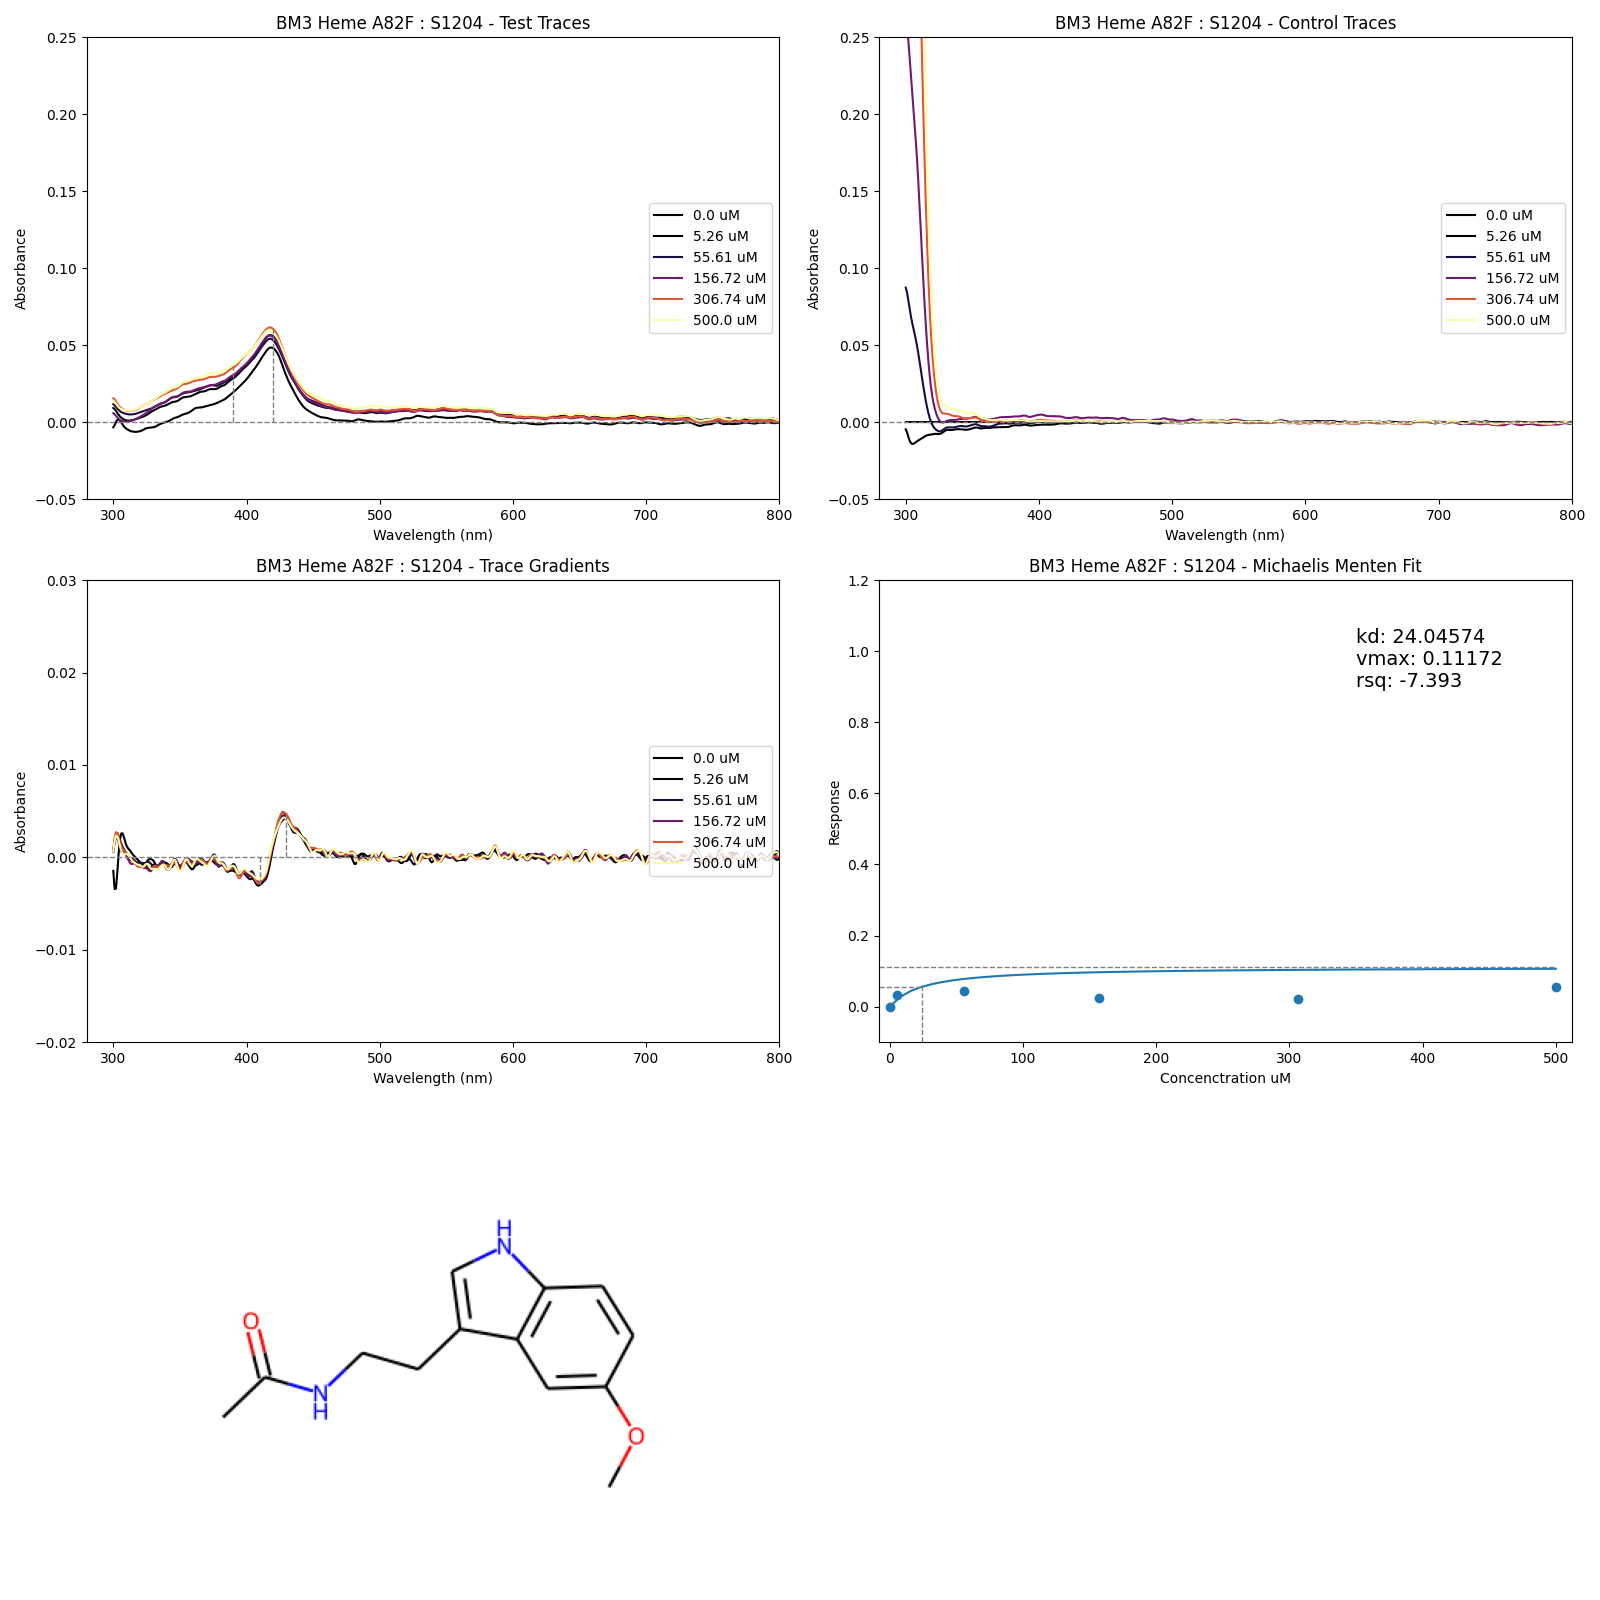 BM3 Heme A82F : S1204 - Test Traces
0.25
0.20
0.15
0.10
0.05
0.00
−0.05
Absorbance
0.0 uM
5.26 uM
55.61 uM
156.72 uM
306.74 uM
500.0 uM
300 400 500 600 700 800
Wavelength (nm)
BM3 Heme A82F : S1204 - Control Traces
0.25
0.20
0.15
0.10
0.05
0.00
−0.05
Absorbance
0.0 uM
5.26 uM
55.61 uM
156.72 uM
306.74 uM
500.0 uM
300 400 500 600 700 800
Wavelength (nm)
BM3 Heme A82F : S1204 - Trace Gradients
0.03
0.02
0.01
0.00
−0.01
−0.02
Absorbance
0.0 uM
5.26 uM
55.61 uM
156.72 uM
306.74 uM
500.0 uM
300 400 500 600 700 800
Wavelength (nm)
BM3 Heme A82F : S1204 - Michaelis Menten Fit
1.2
1.0
0.8
0.6
0.4
0.2
0.0
Response
kd: 24.04574
vmax: 0.11172
rsq: -7.393
0 100 200 300 400 500
Concenctration uM
H
N
O
N
H
O